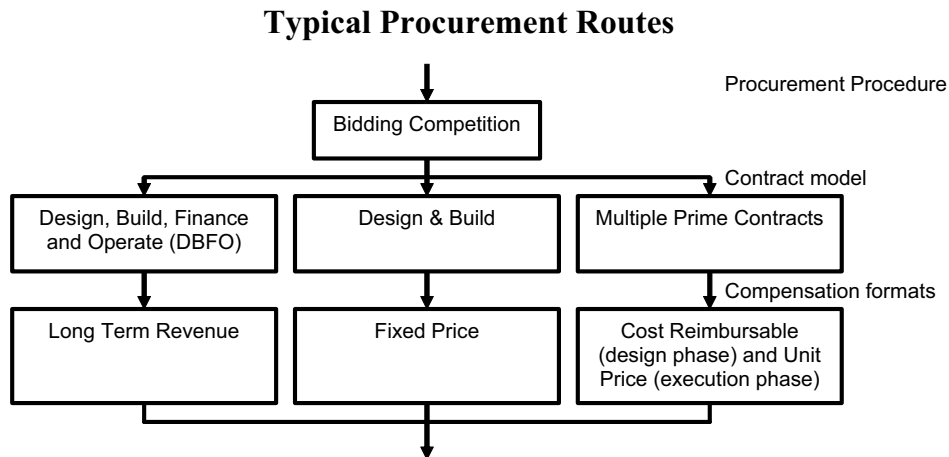 Typical Procurement Routes
Procurement Procedure
Bidding Competition
Contract model
Design, Build, Finance
and Operate (DBFO)
Design & Build
Multiple Prime Contracts
Compensation formats
Long Term Revenue
Fixed Price
Cost Reimbursable
(design phase) and Unit
Price (execution phase)